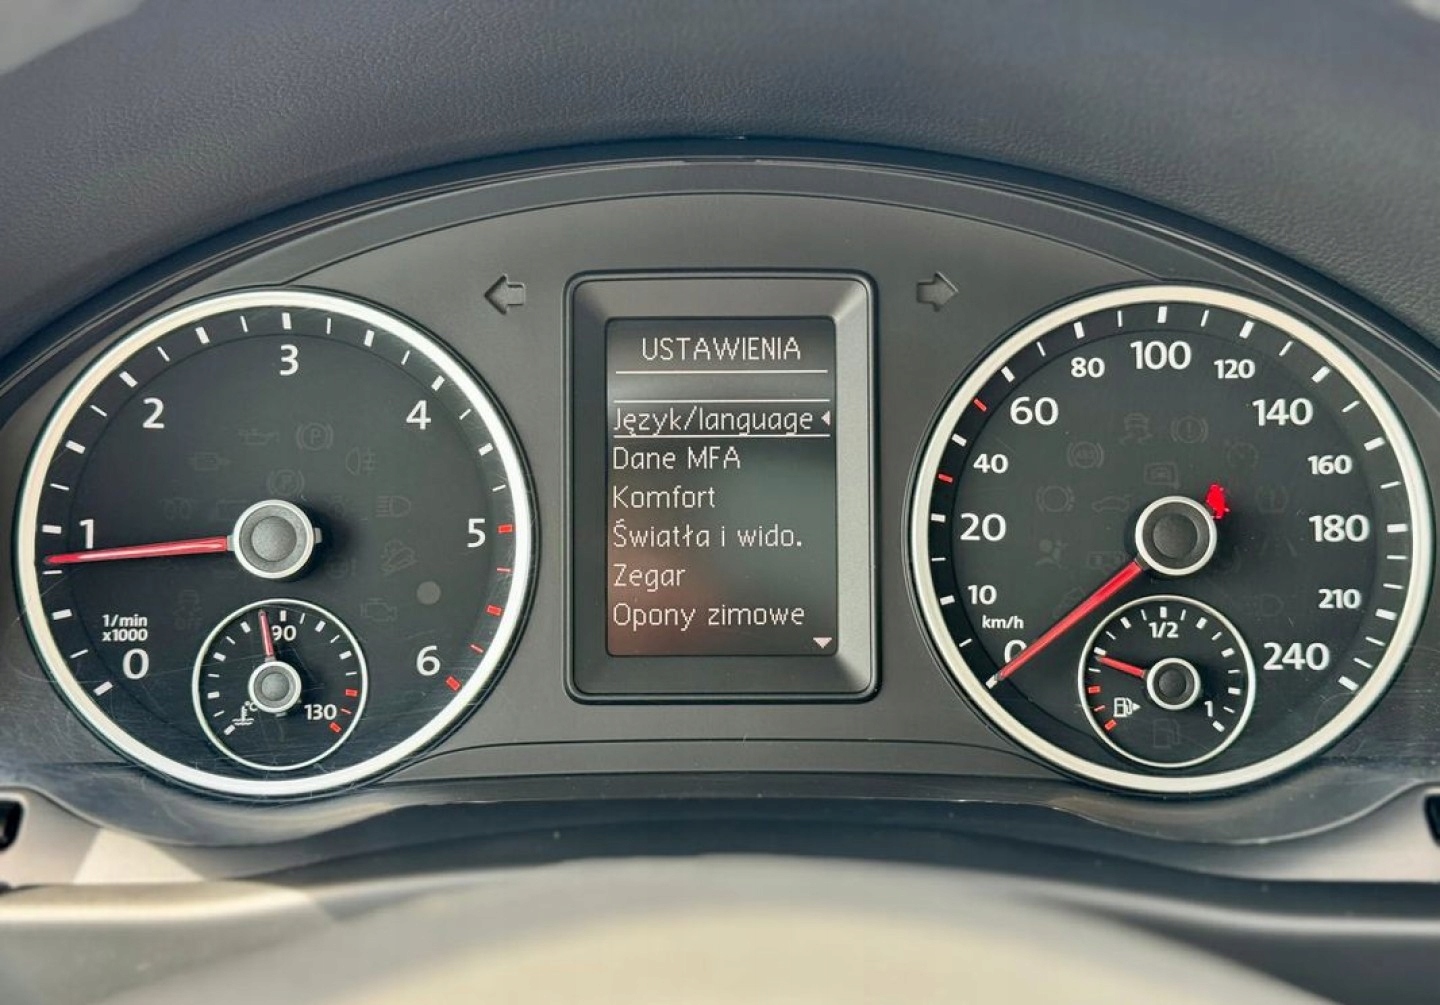 USTAWIENIA
Język/language
Dane MFA
Komfort
Światła i wido.
Zegar
Opony zimowe
0
1
2
3
4
5
6
1/min
x1000
90
130
°C
0
10
20
40
60
80
100
120
140
160
180
210
240
km/h
1/2
1